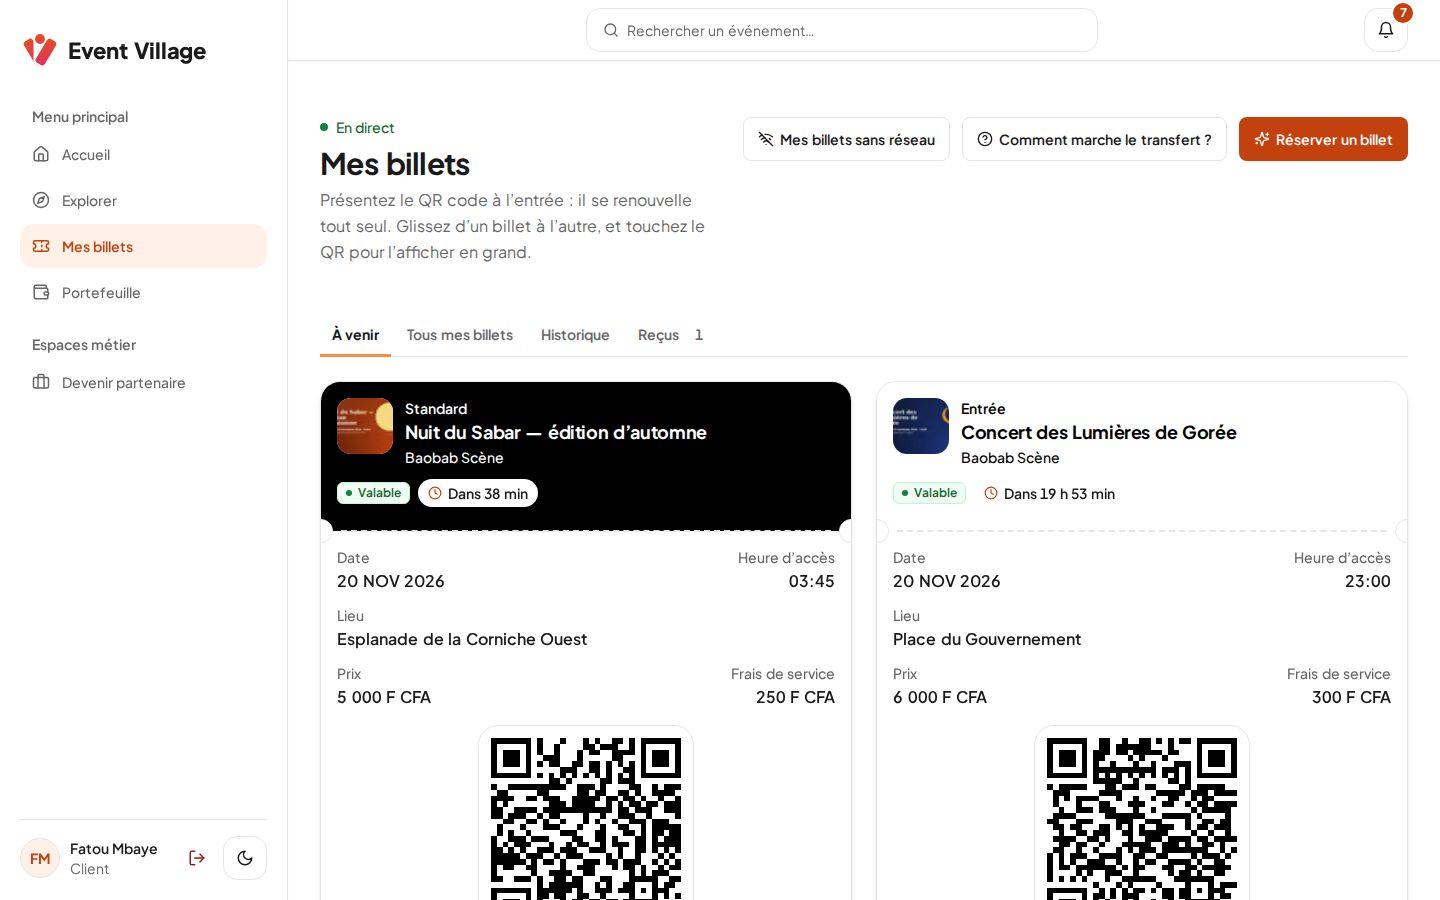 Event Village
Rechercher un événement...
7
Menu principal
Accueil
Explorer
Mes billets
Portefeuille
Espaces métier
Devenir partenaire
FM
Fatou Mbaye
Client
En direct
Mes billets
Présentez le QR code à l’entrée : il se renouvelle
tout seul. Glissez d’un billet à l’autre, et touchez le
QR pour l’afficher en grand.
Mes billets sans réseau
Comment marche le transfert ?
Réserver un billet
À venir
Tous mes billets
Historique
Reçus 1
Standard
Nuit du Sabar — édition d’automne
Baobab Scène
Valable
Dans 38 min
Date
Heure d’accès
20 NOV 2026
03:45
Lieu
Esplanade de la Corniche Ouest
Prix
Frais de service
5 000 F CFA
250 F CFA
Entrée
Concert des Lumières de Gorée
Baobab Scène
Valable
Dans 19 h 53 min
Date
Heure d’accès
20 NOV 2026
23:00
Lieu
Place du Gouvernement
Prix
Frais de service
6 000 F CFA
300 F CFA